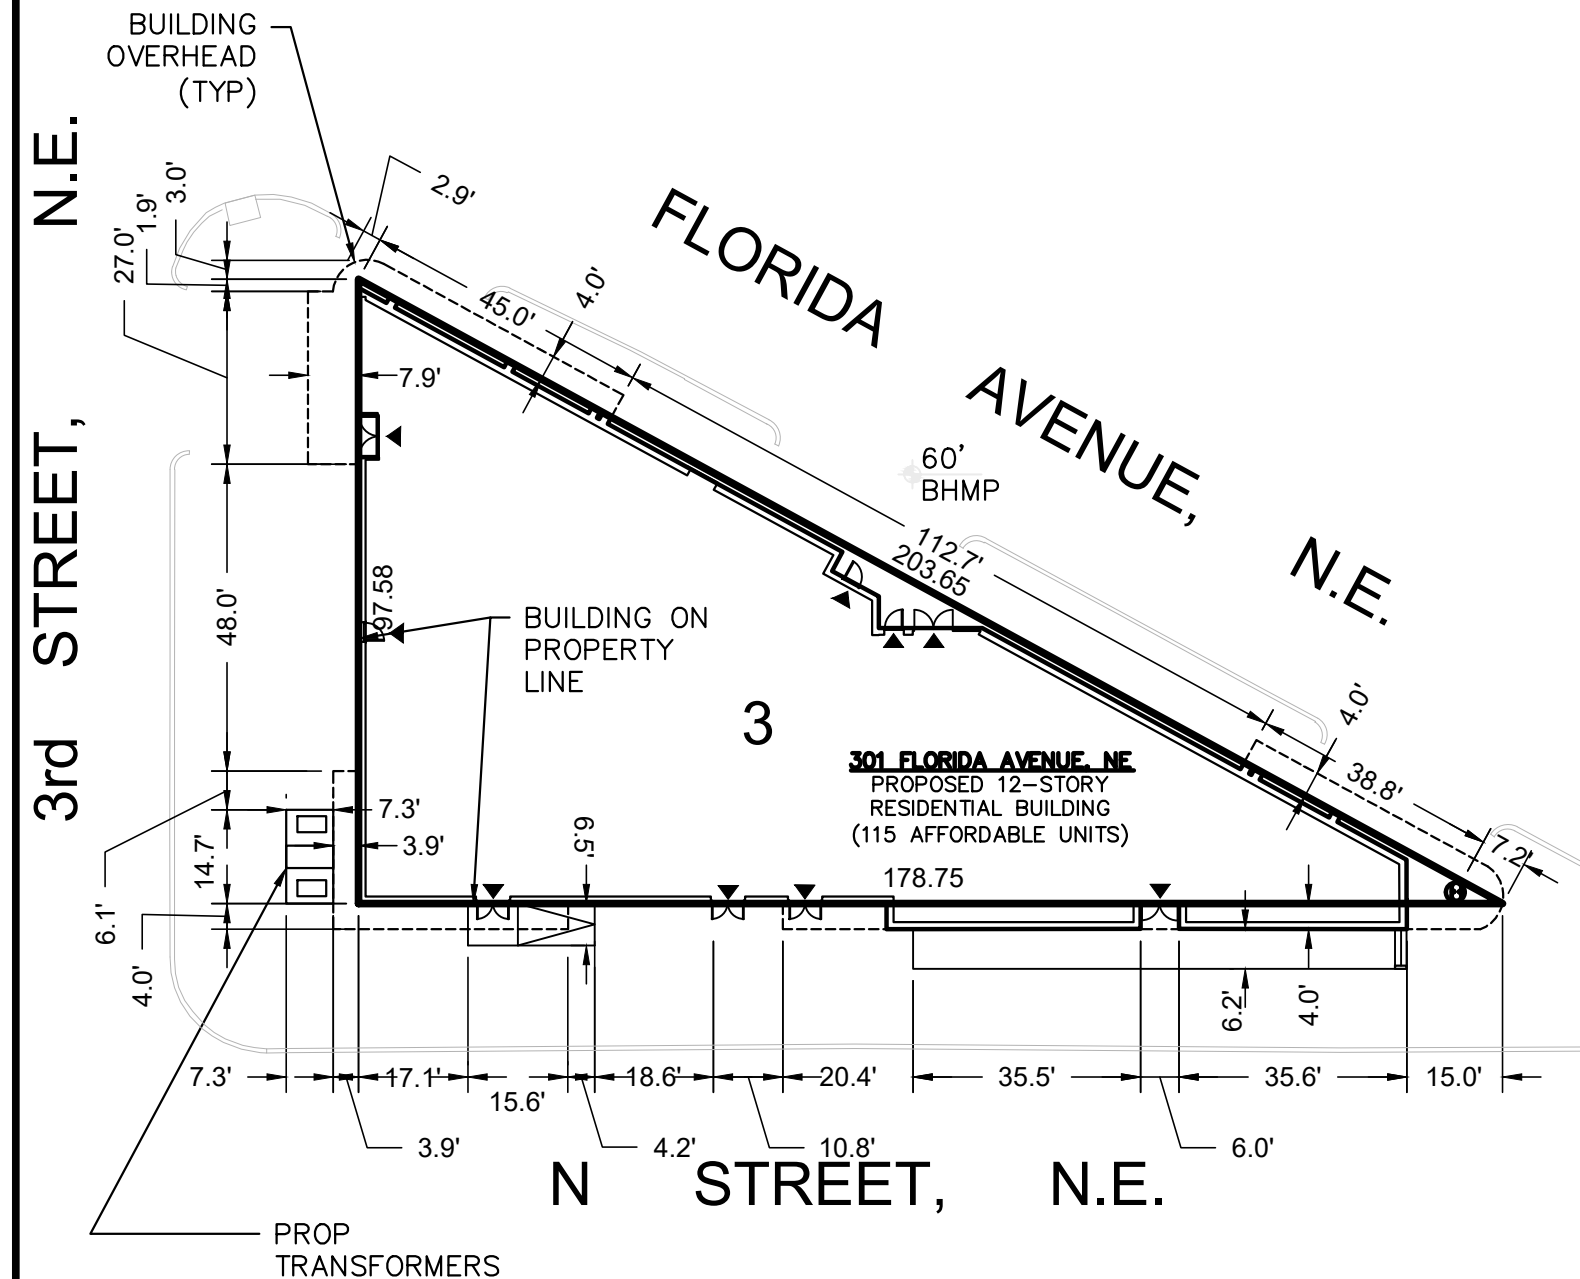 BUILDING
OVERHEAD
(TYP)
3rd STREET, N.E.
FLORIDA AVENUE, N.E.
2.9'
3.0'
1.9'
27.0'
45.0'
4.0'
7.9'
60'
BHMP
112.7'
203.65
97.58
48.0'
BUILDING ON
PROPERTY
LINE
3
301 FLORIDA AVENUE, NE
PROPOSED 12-STORY
RESIDENTIAL BUILDING
(115 AFFORDABLE UNITS)
4.0'
38.8'
7.2'
7.3'
3.9'
6.5'
178.75
14.7'
6.1'
4.0'
6.2'
4.0'
7.3'
17.1'
15.6'
18.6'
20.4'
35.5'
35.6'
15.0'
3.9'
4.2'
10.8'
6.0'
N STREET, N.E.
PROP
TRANSFORMERS